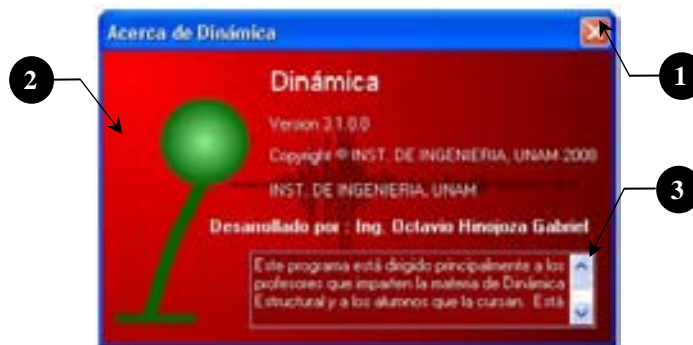 Acerca de Dinámica
1
2
Dinámica
Version 3.1.0.0
Copyright © INST. DE INGENIERIA, UNAM 2008
INST. DE INGENIERIA, UNAM
3
Desarrollado por : Ing. Octavio Hinojoza Gabriel
Este programa está dirigido principalmente a los
profesores que imparten la materia de Dinámica
Estructural y a los alumnos que la cursan. Está